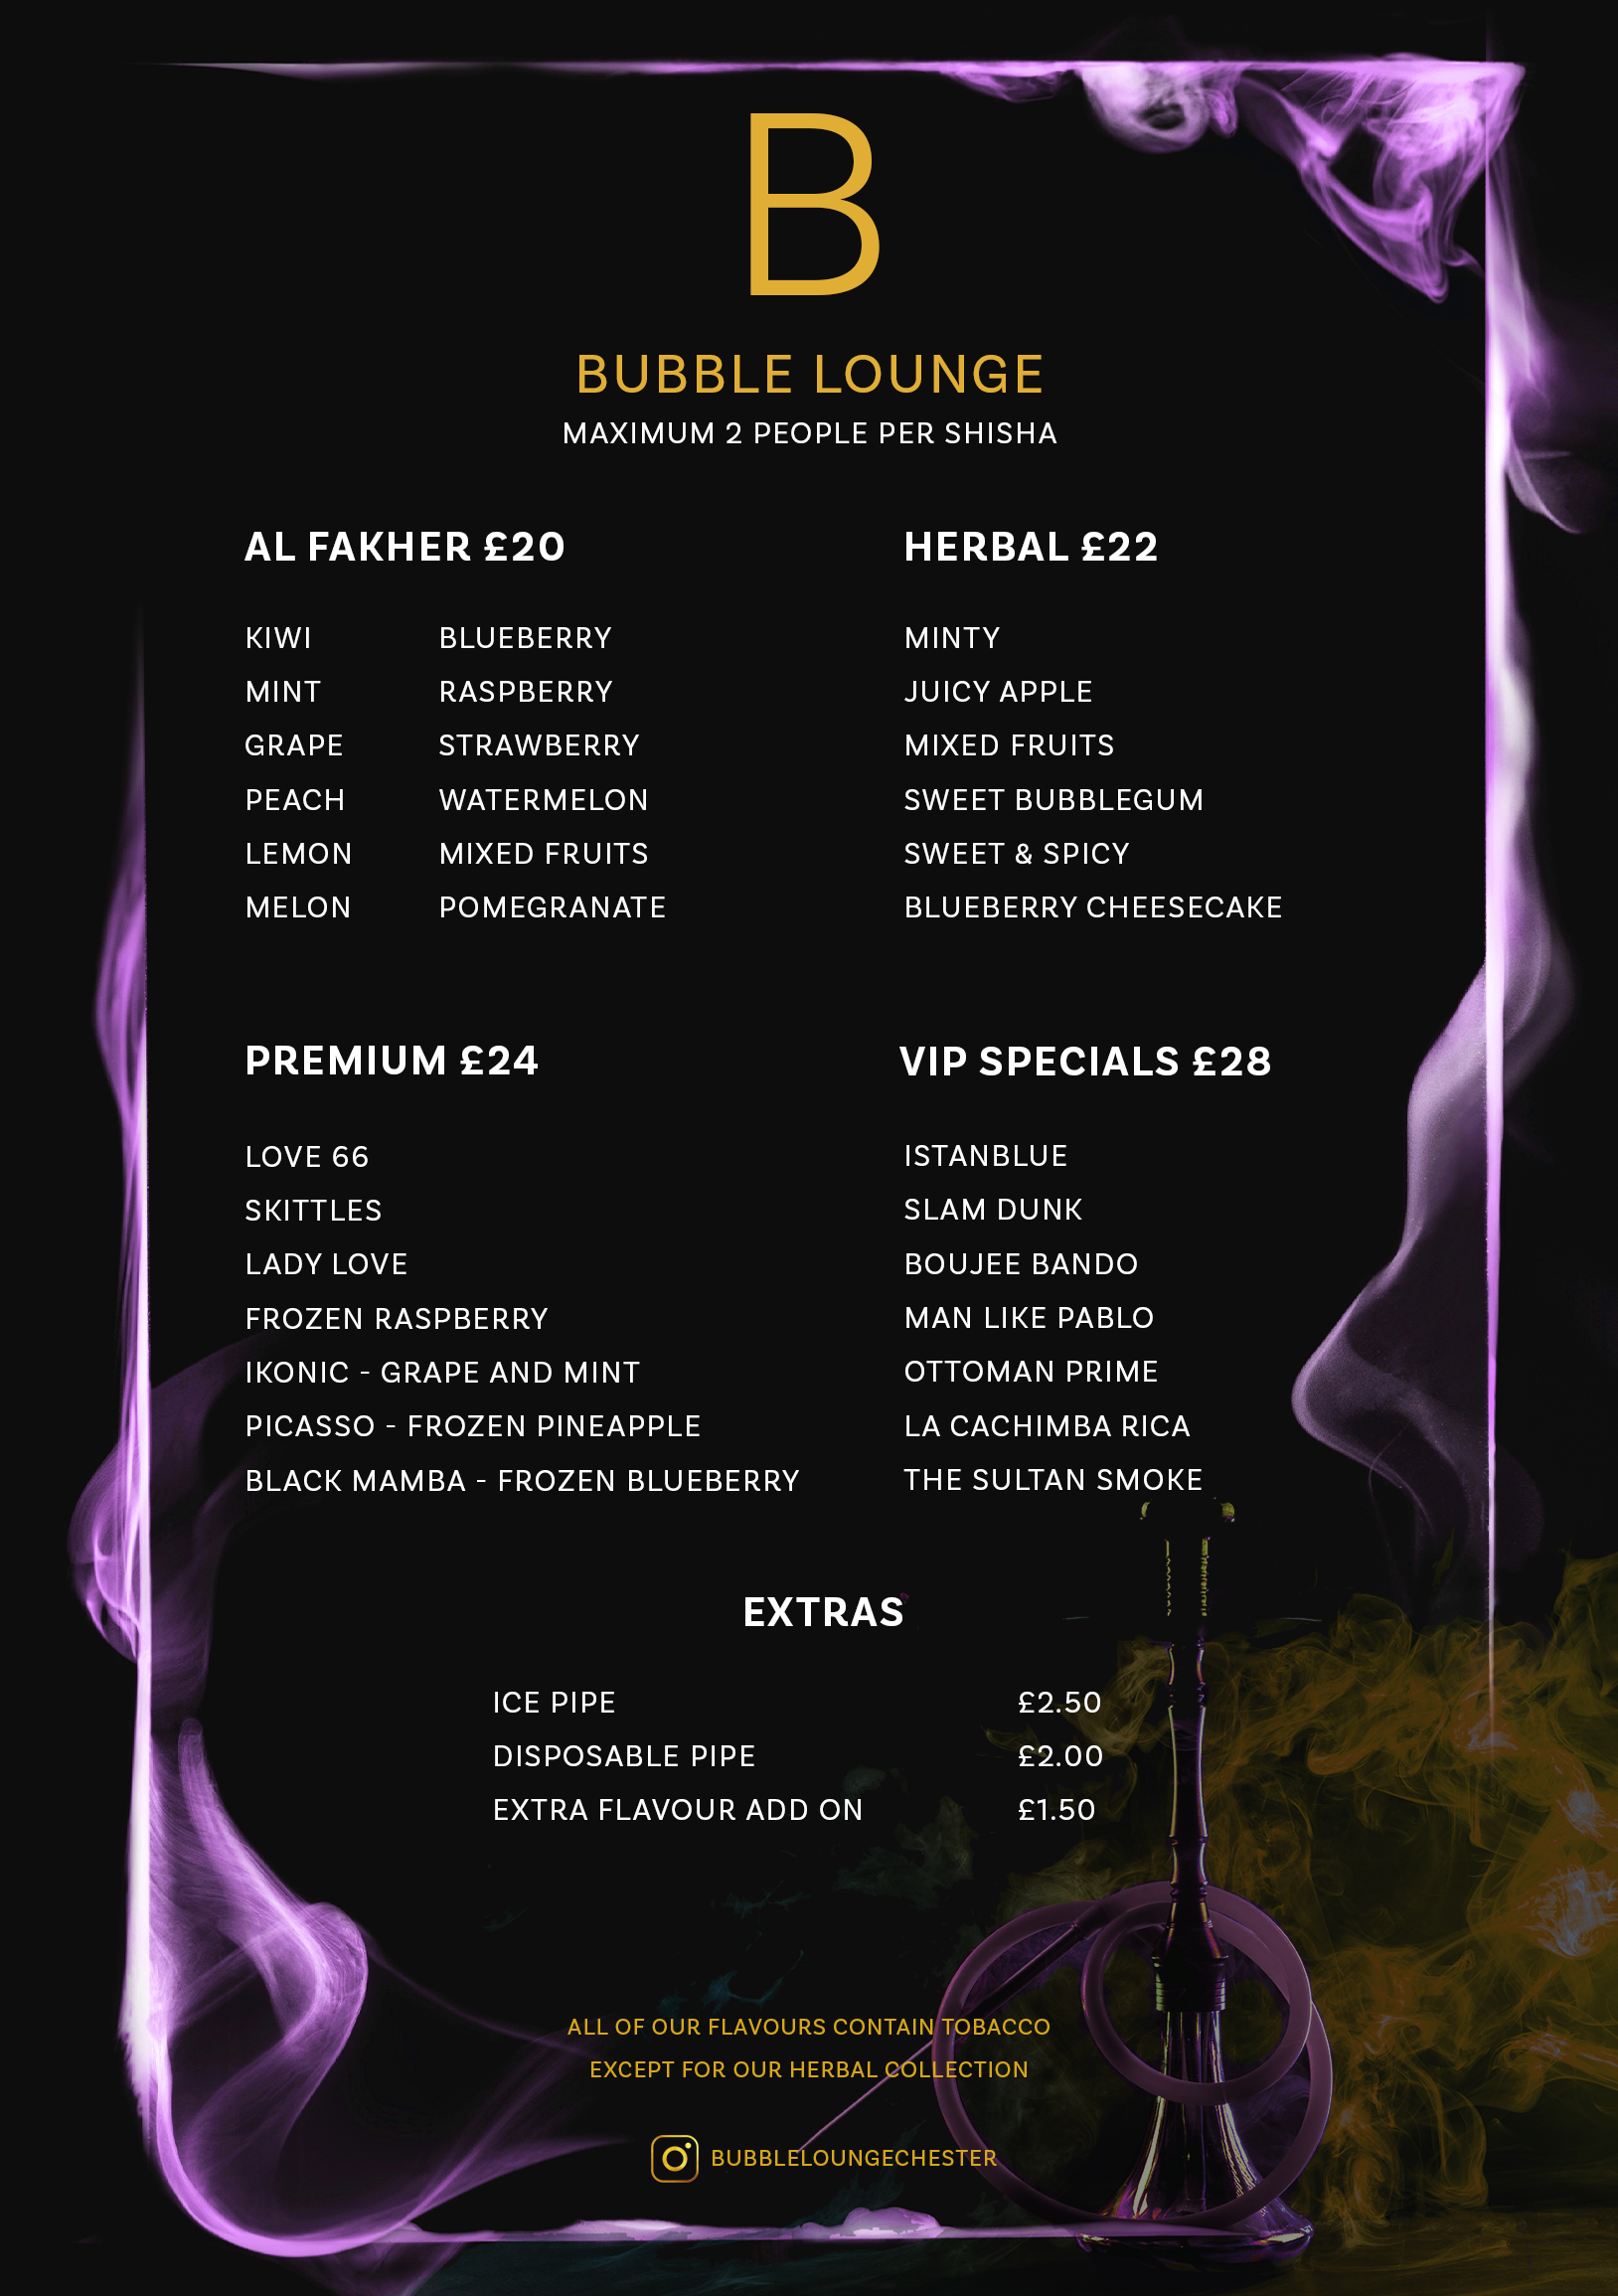 B
BUBBLE LOUNGE
MAXIMUM 2 PEOPLE PER SHISHA
AL FAKHER £20
KIWI
MINT
GRAPE
PEACH
LEMON
MELON
BLUEBERRY
RASPBERRY
STRAWBERRY
WATERMELON
MIXED FRUITS
POMEGRANATE
HERBAL £22
MINTY
JUICY APPLE
MIXED FRUITS
SWEET BUBBLEGUM
SWEET & SPICY
BLUEBERRY CHEESECAKE
PREMIUM £24
LOVE 66
SKITTLES
LADY LOVE
FROZEN RASPBERRY
IKONIC - GRAPE AND MINT
PICASSO - FROZEN PINEAPPLE
BLACK MAMBA - FROZEN BLUEBERRY
VIP SPECIALS £28
ISTANBLUE
SLAM DUNK
BOUJEE BANDO
MAN LIKE PABLO
OTTOMAN PRIME
LA CACHIMBA RICA
THE SULTAN SMOKE
EXTRAS
ICE PIPE £2.50
DISPOSABLE PIPE £2.00
EXTRA FLAVOUR ADD ON £1.50
ALL OF OUR FLAVOURS CONTAIN TOBACCO
EXCEPT FOR OUR HERBAL COLLECTION
BUBBLELOUNGECHESTER